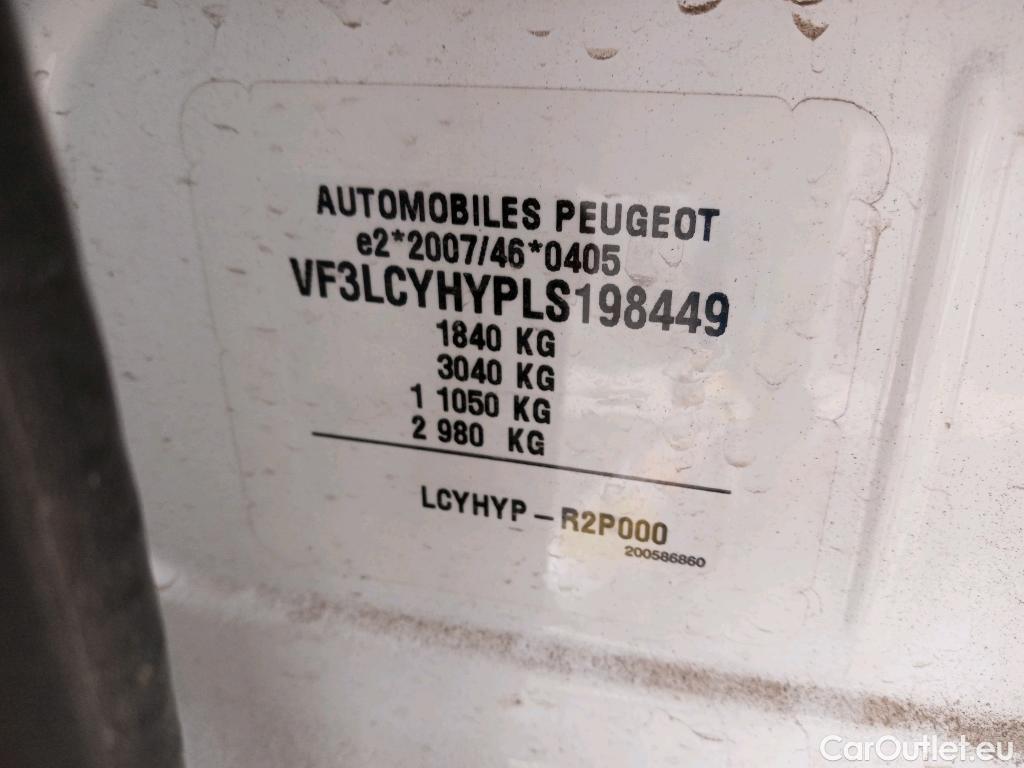 AUTOMOBILES PEUGEOT
e2*2007/46*0405
VF3LCYHYPLS198449
1840 KG
3040 KG
1 1050 KG
2 980 KG
LCYHYP – R2P000
200586860
CarOutlet.eu